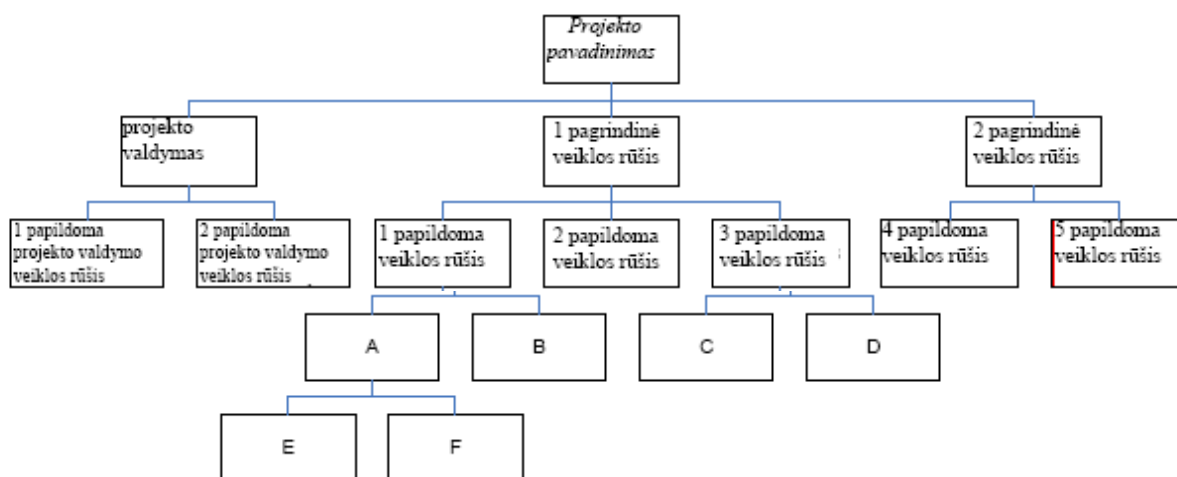 Projekto
pavadinimas
projekto
valdymas
1 pagrindinė
veiklos rūšis
2 pagrindinė
veiklos rūšis
1 papildoma
projekto valdymo
veiklos rūšis
2 papildoma
projekto valdymo
veiklos rūšis
1 papildoma
veiklos rūšis
2 papildoma
veiklos rūšis
3 papildoma
veiklos rūšis
4 papildoma
veiklos rūšis
5 papildoma
veiklos rūšis
A
B
C
D
E
F